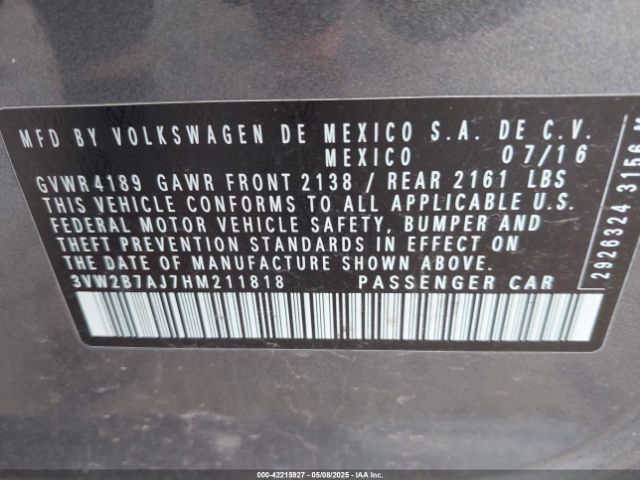 MFD BY VOLKSWAGEN DE MEXICO S.A. DE C.V.
MEXICO 07/16
GVWR4189 GAWR FRONT 2138 / REAR 2161 LBS
THIS VEHICLE CONFORMS TO ALL APPLICABLE U.S.
FEDERAL MOTOR VEHICLE SAFETY, BUMPER AND
THEFT PREVENTION STANDARDS IN EFFECT ON
THE DATE OF MANUFACTURE SHOWN ABOVE.
3VW2B7AJ7HM211818 PASSENGER CAR
2926324 3156
000-42215927 - 05/08/2025 - IAAI.com